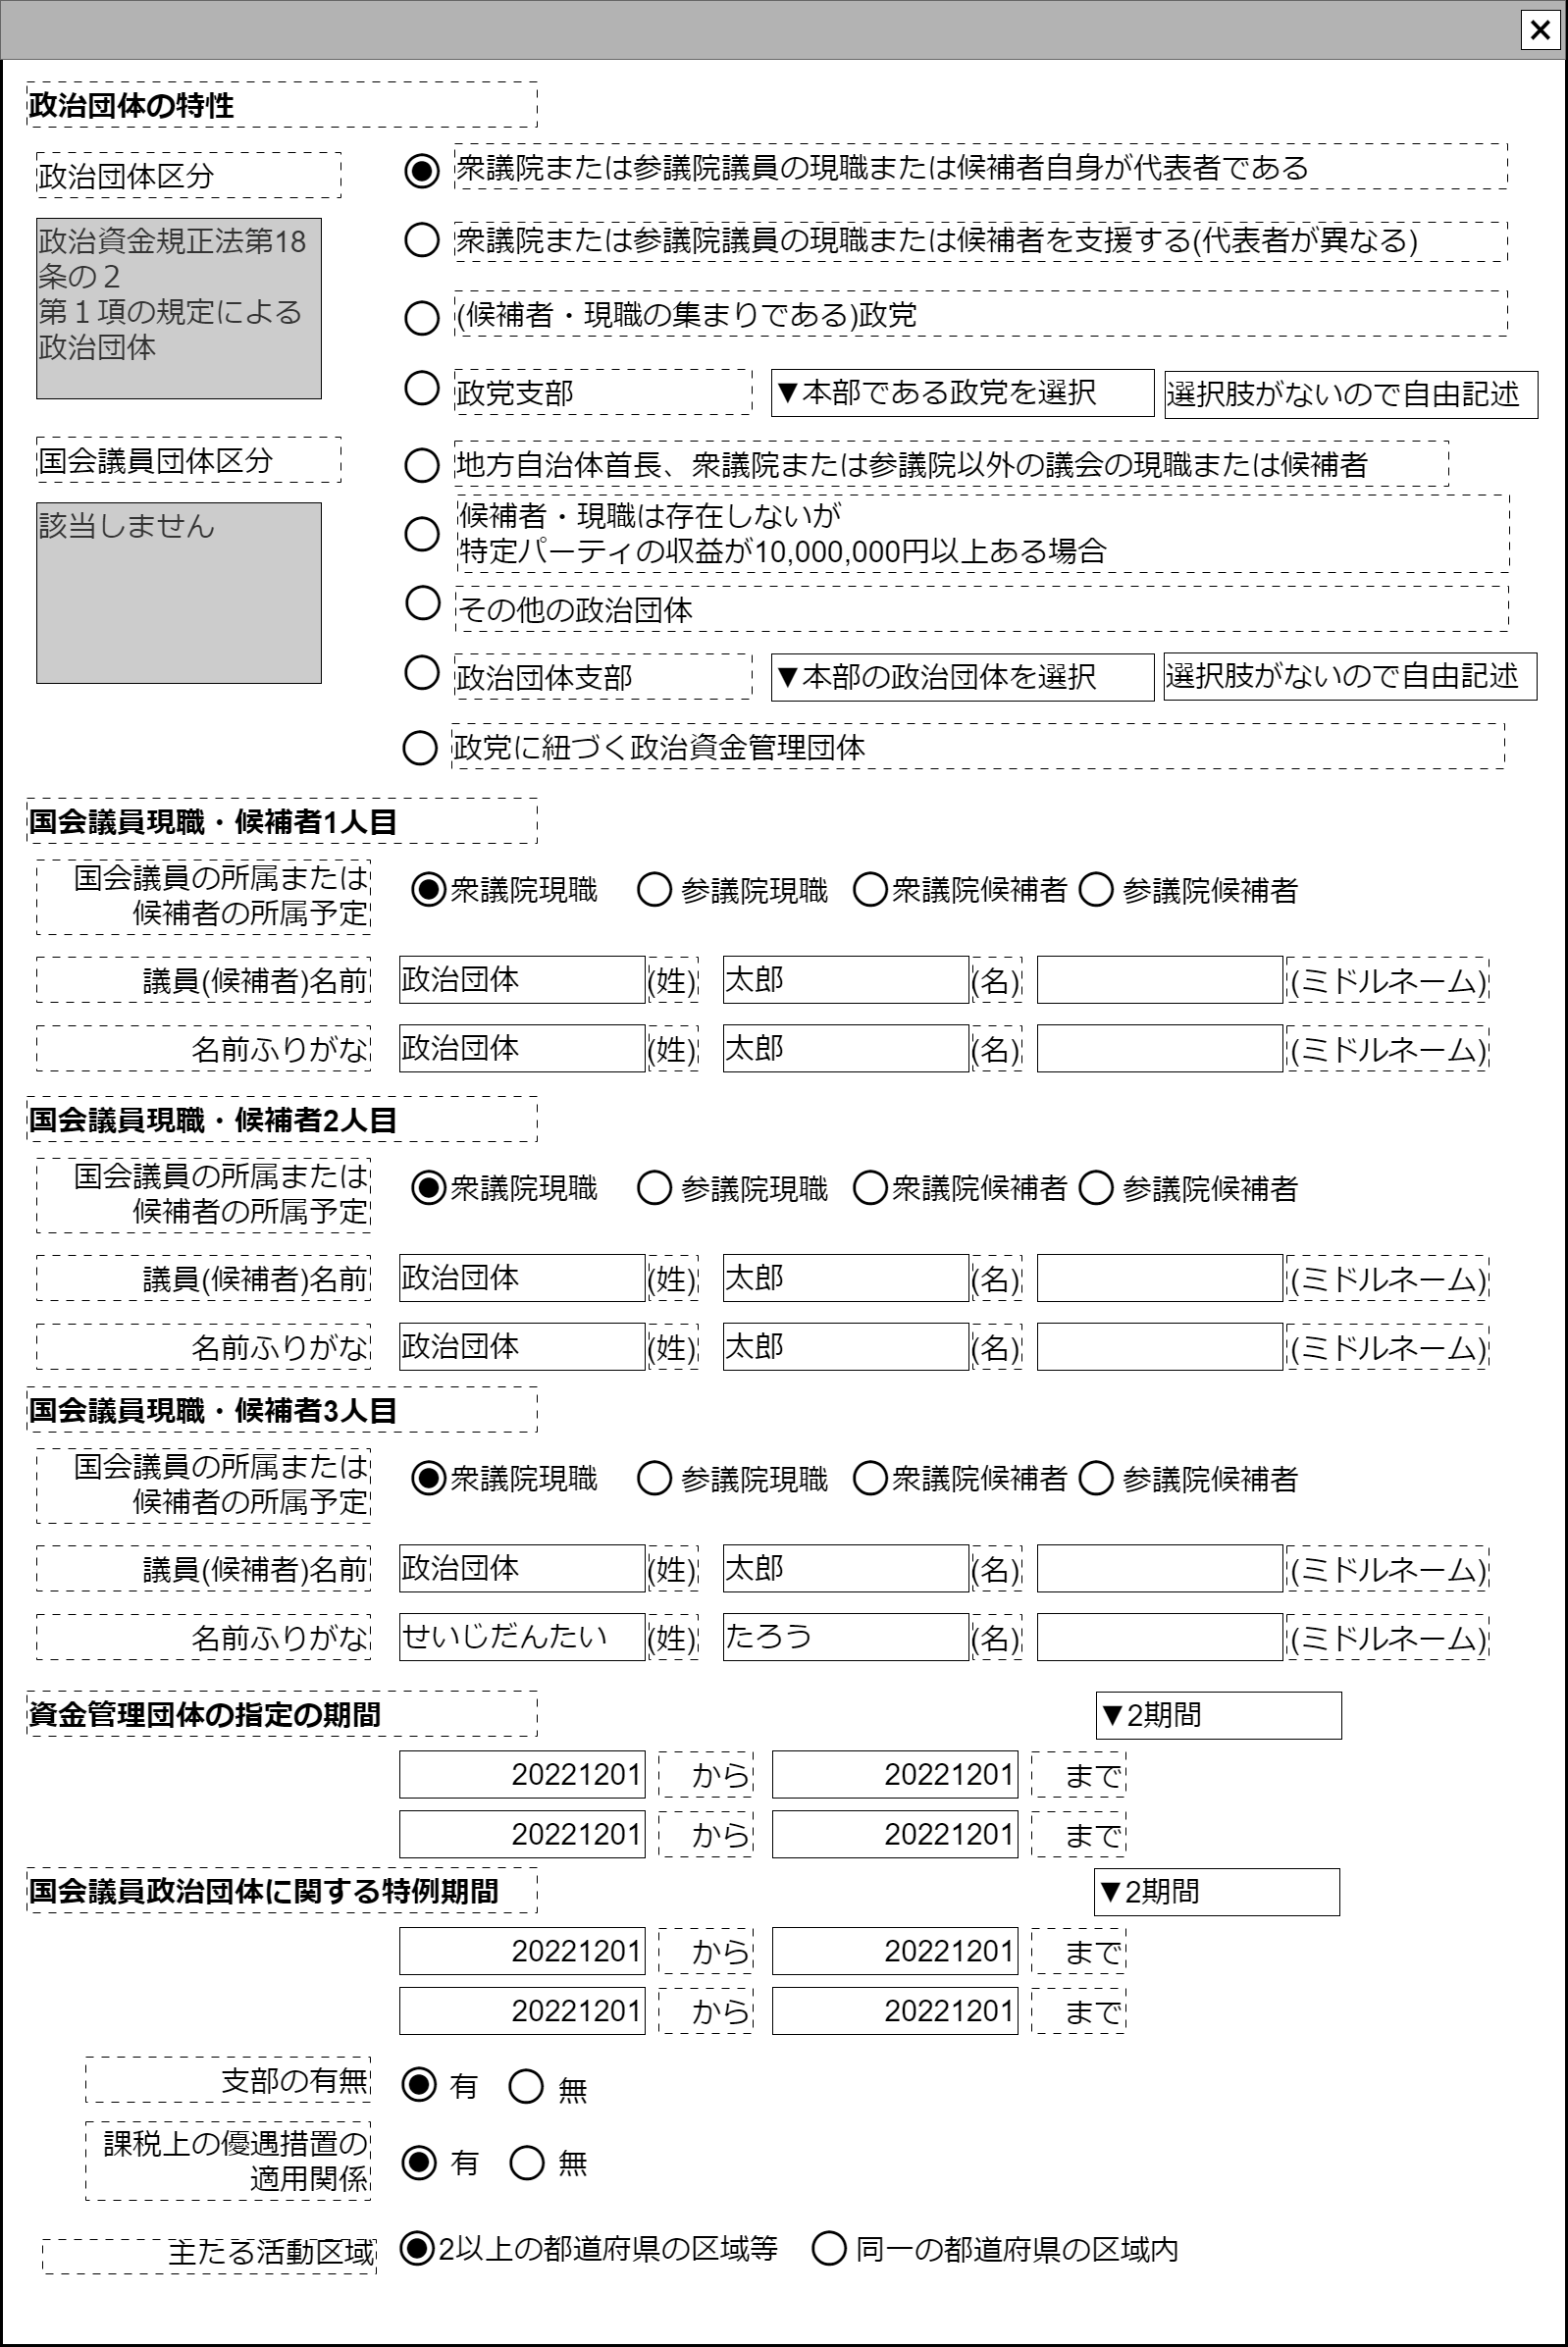 政治団体の特性
政治団体区分
政治資金規正法第18
条の２
第１項の規定による
政治団体
国会議員団体区分
該当しません
衆議院または参議院議員の現職または候補者自身が代表者である
衆議院または参議院議員の現職または候補者を支援する(代表者が異なる)
(候補者・現職の集まりである)政党
政党支部 ▼本部である政党を選択 選択肢がないので自由記述
地方自治体首長、衆議院または参議院以外の議会の現職または候補者
候補者・現職は存在しないが
特定パーティの収益が10,000,000円以上ある場合
その他の政治団体
政治団体支部 ▼本部の政治団体を選択 選択肢がないので自由記述
政党に紐づく政治資金管理団体
国会議員現職・候補者1人目
国会議員の所属または
候補者の所属予定
衆議院現職 参議院現職 衆議院候補者 参議院候補者
議員(候補者)名前 政治団体 (姓) 太郎 (名) (ミドルネーム)
名前ふりがな 政治団体 (姓) 太郎 (名) (ミドルネーム)
国会議員現職・候補者2人目
国会議員の所属または
候補者の所属予定
衆議院現職 参議院現職 衆議院候補者 参議院候補者
議員(候補者)名前 政治団体 (姓) 太郎 (名) (ミドルネーム)
名前ふりがな 政治団体 (姓) 太郎 (名) (ミドルネーム)
国会議員現職・候補者3人目
国会議員の所属または
候補者の所属予定
衆議院現職 参議院現職 衆議院候補者 参議院候補者
議員(候補者)名前 政治団体 (姓) 太郎 (名) (ミドルネーム)
名前ふりがな せいじだんたい (姓) たろう (名) (ミドルネーム)
資金管理団体の指定の期間 ▼2期間
20221201 から 20221201 まで
20221201 から 20221201 まで
国会議員政治団体に関する特例期間 ▼2期間
20221201 から 20221201 まで
20221201 から 20221201 まで
支部の有無 有 無
課税上の優遇措置の
適用関係
有 無
主たる活動区域 2以上の都道府県の区域等 同一の都道府県の区域内